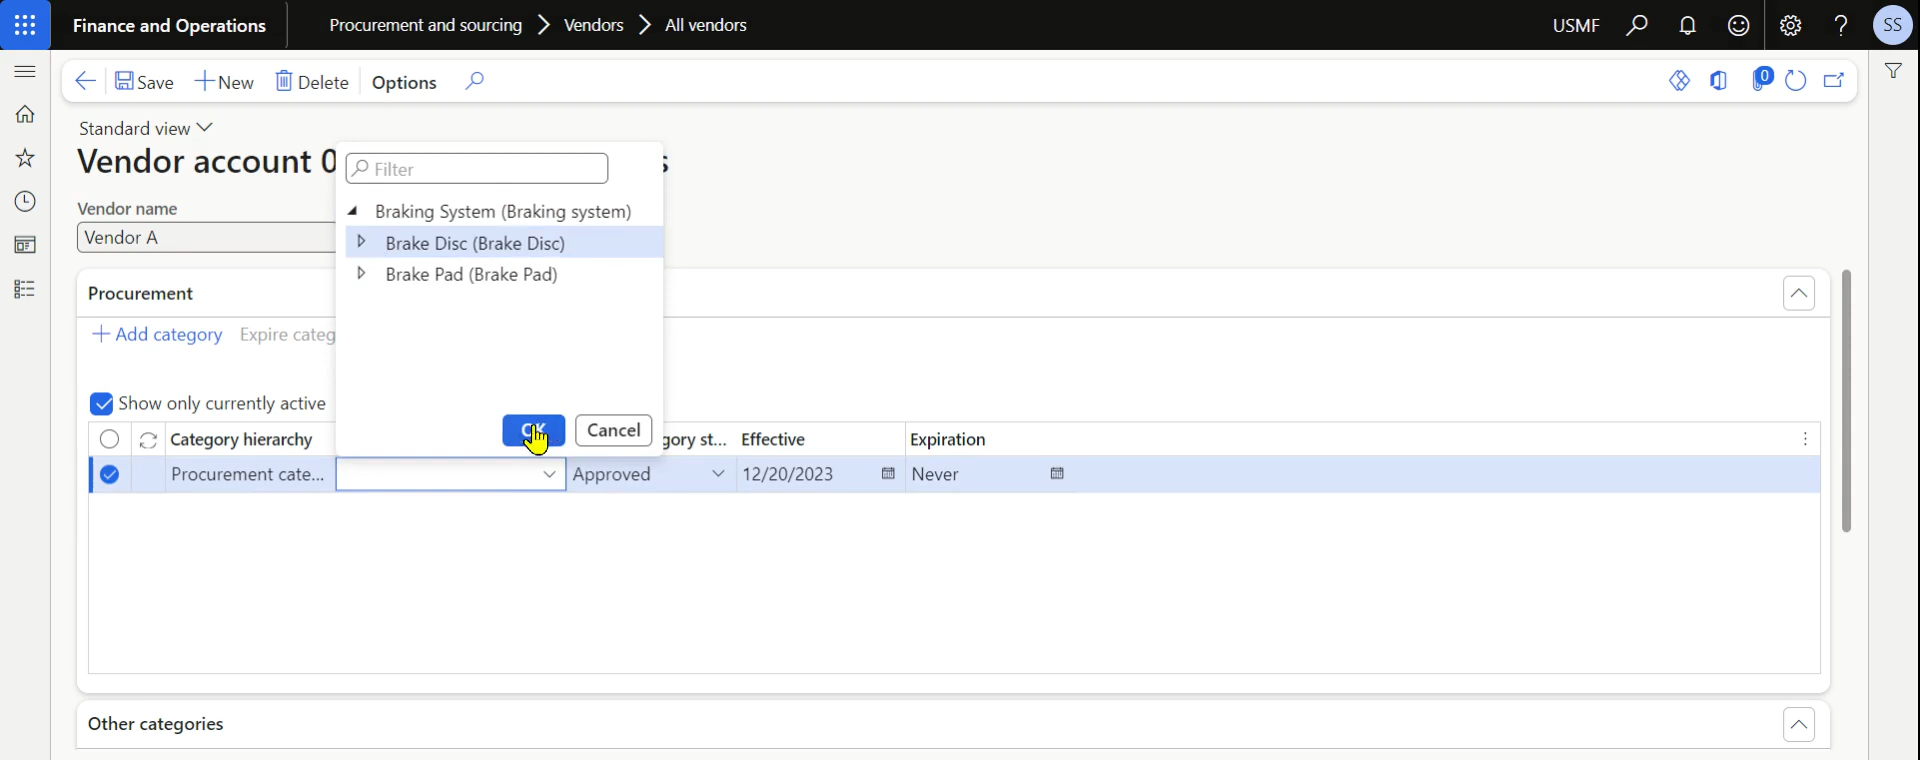 Finance and Operations
Procurement and sourcing Vendors All vendors
USMF
SS
Save New Delete Options
0
Standard view
Vendor account 0
Filter
Vendor name
Vendor A
Braking System (Braking system)
Brake Disc (Brake Disc)
Brake Pad (Brake Pad)
Procurement
Add category Expire categ
Show only currently active
OK Cancel
Category hierarchy gory st... Effective Expiration
Procurement cate... Approved 12/20/2023 Never
Other categories